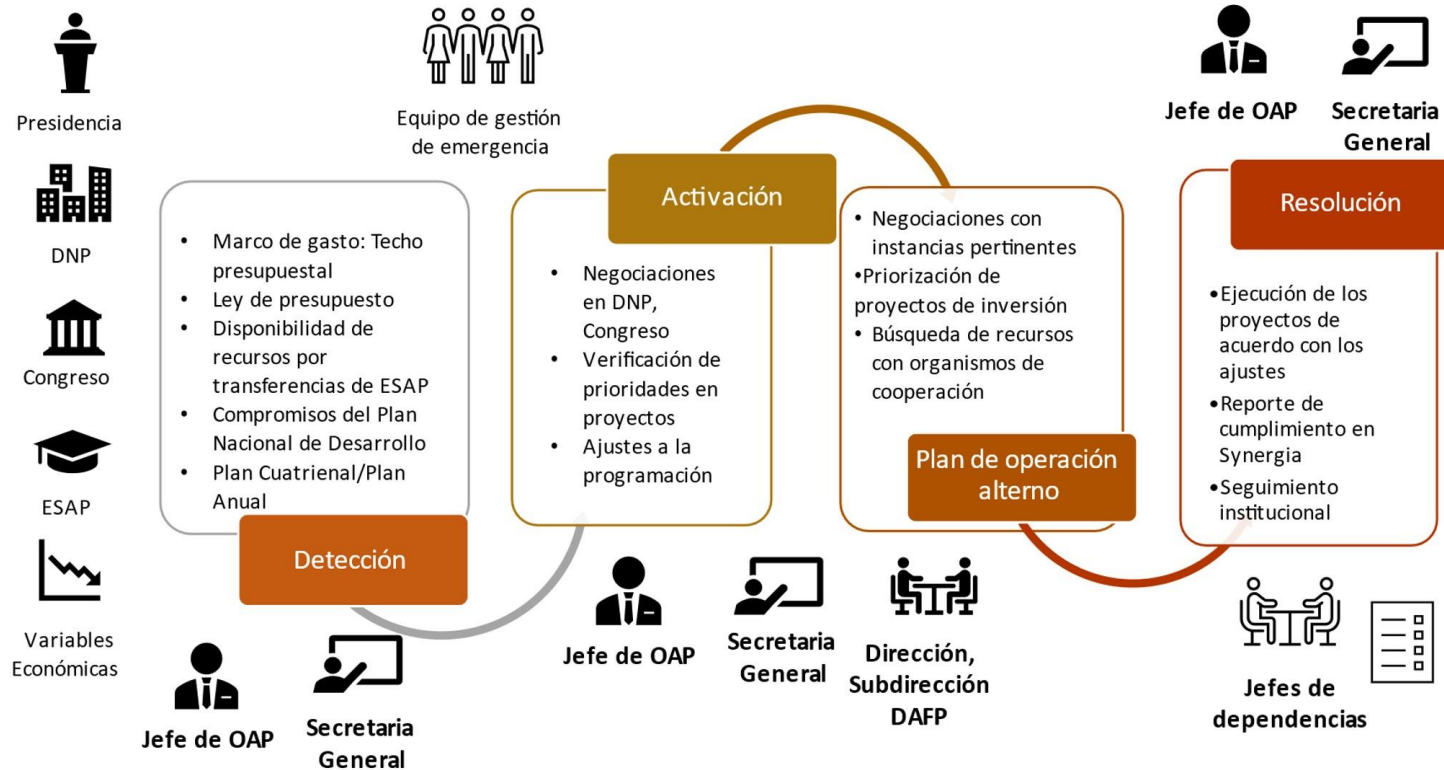 Presidencia
DNP
Congreso
ESAP
Variables
Económicas
• Marco de gasto: Techo
presupuestal
• Ley de presupuesto
• Disponibilidad de
recursos por
transferencias de ESAP
• Compromisos del Plan
Nacional de Desarrollo
• Plan Cuatrienal/Plan
Anual
Detección
Jefe de OAP
Secretaria
General
Equipo de gestión
de emergencia
Activación
• Negociaciones
en DNP,
Congreso
• Verificación de
prioridades en
proyectos
• Ajustes a la
programación
Jefe de OAP
Secretaria
General
• Negociaciones con
instancias pertinentes
•Priorización de
proyectos de inversión
• Búsqueda de recursos
con organismos de
cooperación
Plan de operación
alterno
Dirección,
Subdirección
DAFP
Jefe de OAP
Secretaria
General
Resolución
•Ejecución de los
proyectos de
acuerdo con los
ajustes
•Reporte de
cumplimiento en
Synergia
•Seguimiento
institucional
Jefes de
dependencias